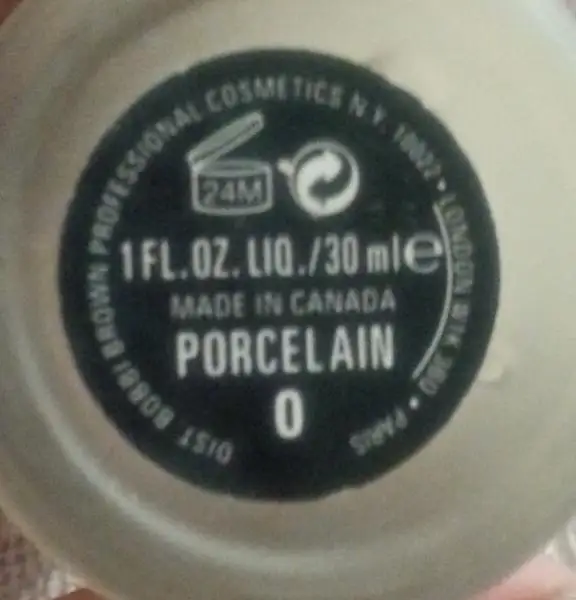 DIST BOBBI BROWN PROFESSIONAL COSMETICS N.Y. 10022 • LONDON W1K 3BQ • PARIS
24M
1 FL.OZ. LIQ./30 ml e
MADE IN CANADA
PORCELAIN
0